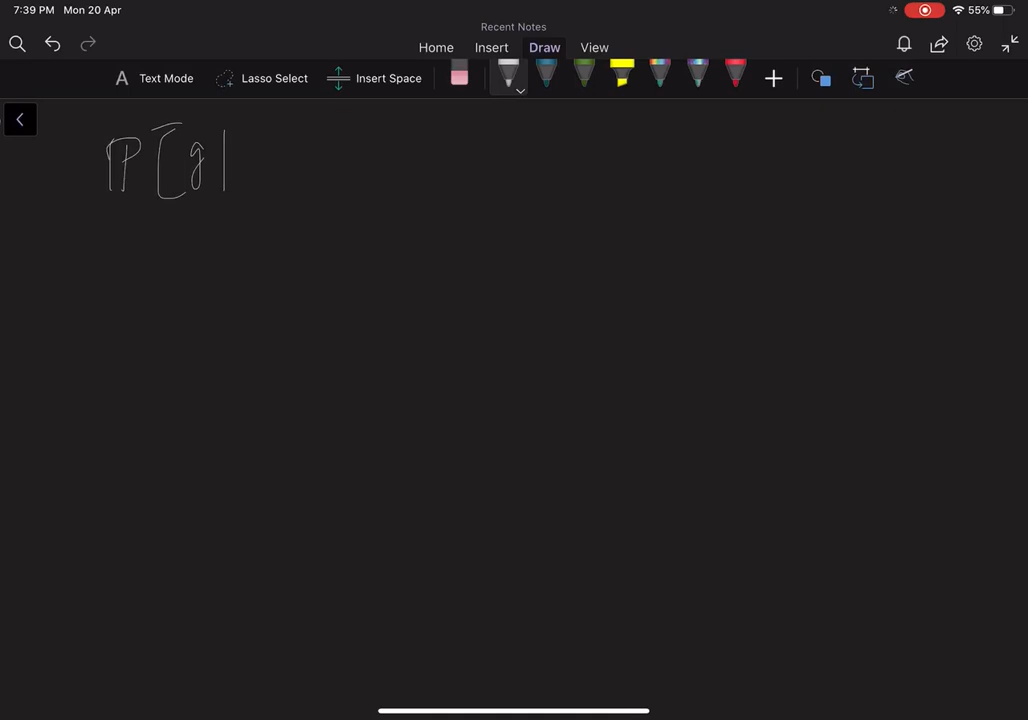 7:39 PM Mon 20 Apr 55%
Recent Notes
Home Insert Draw View
A Text Mode Lasso Select Insert Space
ℙ[g|